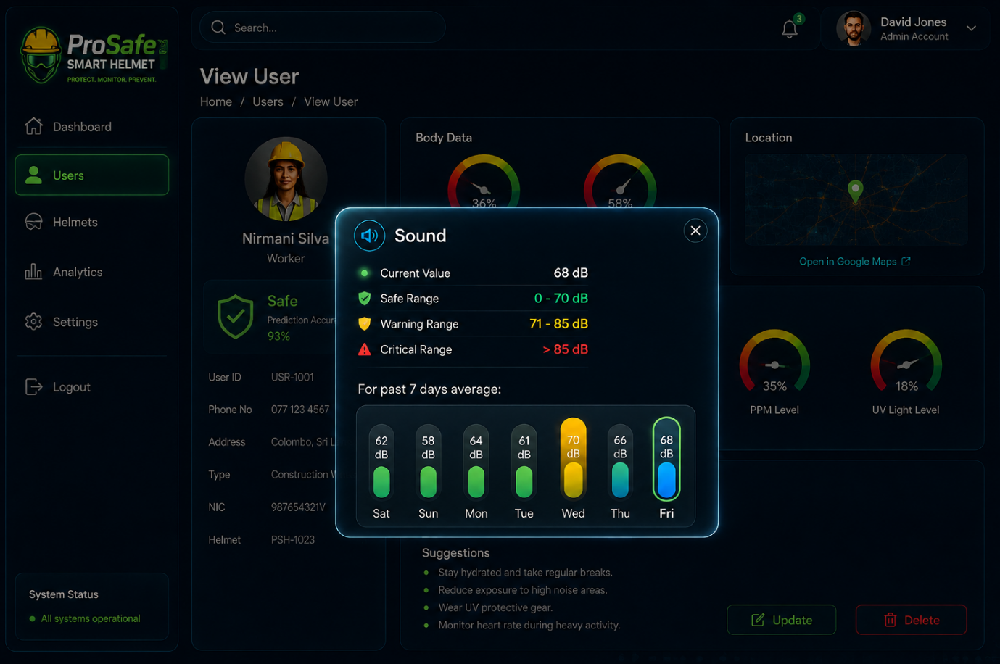 ProSafe
SMART HELMET
PROTECT. MONITOR. PREVENT.
Dashboard
Users
Helmets
Analytics
Settings
Logout
System Status
All systems operational
Search...
3
David Jones
Admin Account
View User
Home / Users / View User
Nirmani Silva
Worker
Safe
Prediction
93%
User ID USR-1001
Phone No 077 123 4567
Address Colombo, Sri
Type Construction
NIC 987654321V
Helmet PSH-1023
Body Data
36%
58%
Location
Open in Google Maps
35%
PPM Level
18%
UV Light Level
Sound
Current Value 68 dB
Safe Range 0 - 70 dB
Warning Range 71 - 85 dB
Critical Range > 85 dB
For past 7 days average:
62 dB Sat
58 dB Sun
64 dB Mon
61 dB Tue
70 dB Wed
66 dB Thu
68 dB Fri
Suggestions
Stay hydrated and take regular breaks.
Reduce exposure to high noise areas.
Wear UV protective gear.
Monitor heart rate during heavy activity.
Update
Delete